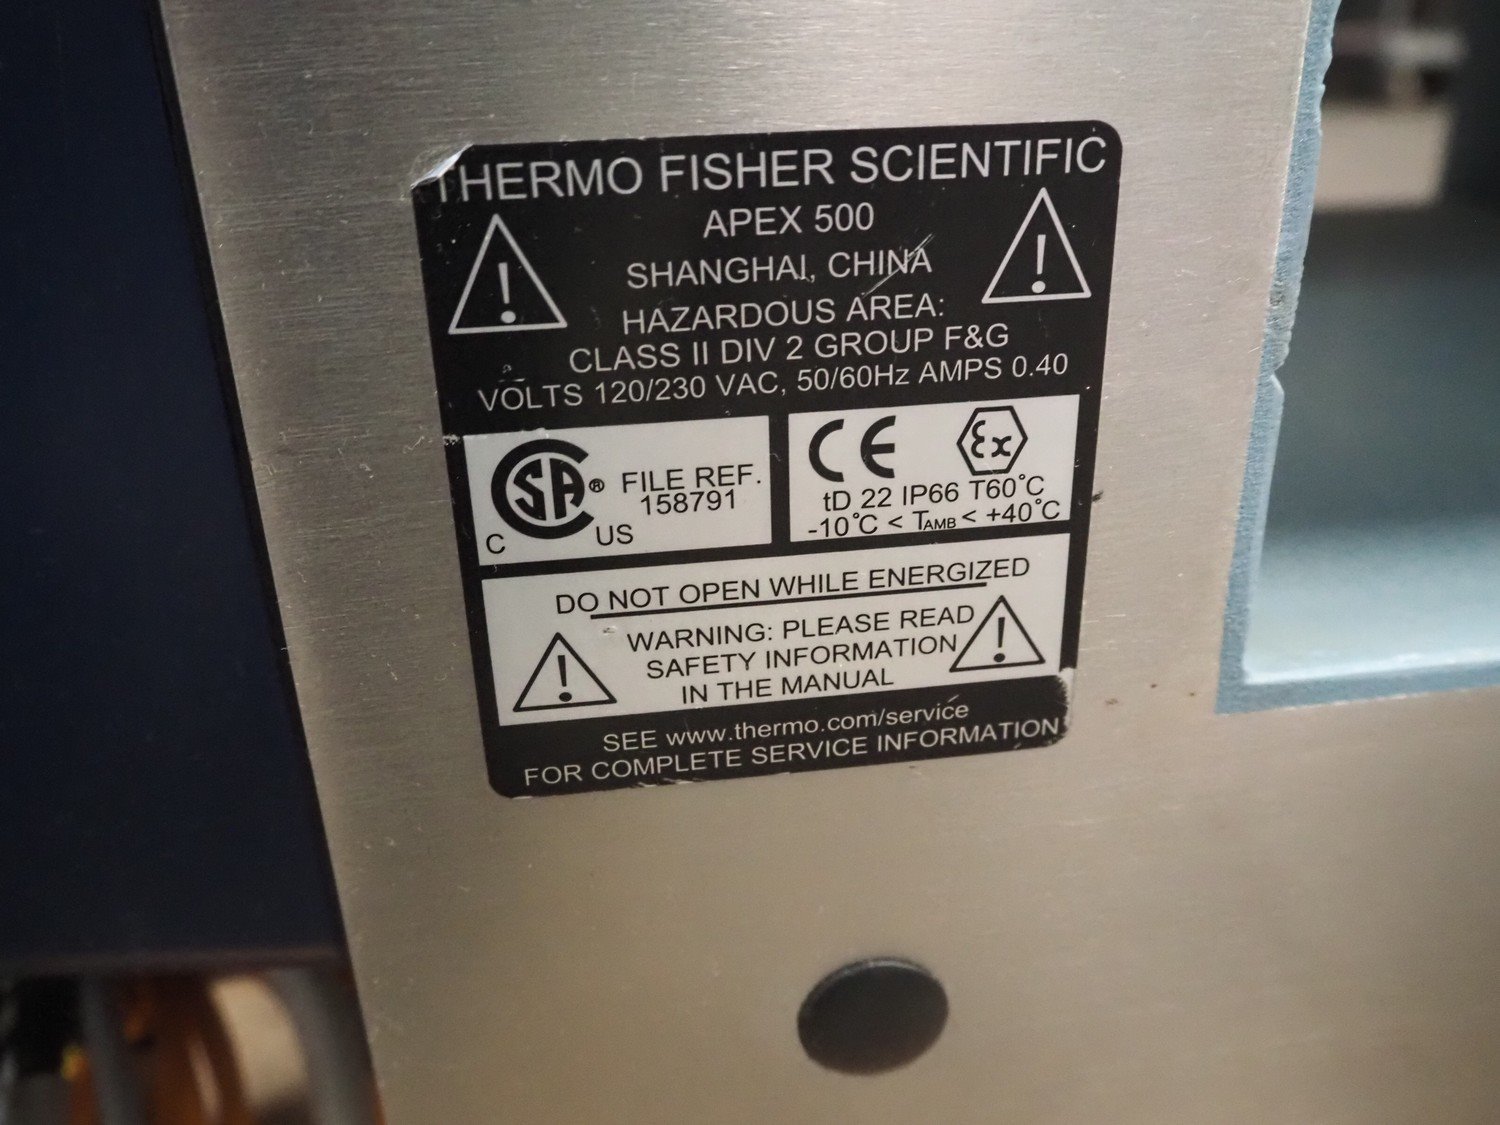 THERMO FISHER SCIENTIFIC
APEX 500
SHANGHAI, CHINA
HAZARDOUS AREA:
CLASS II DIV 2 GROUP F&G
VOLTS 120/230 VAC, 50/60Hz AMPS 0.40
CSA® FILE REF.
158791
C US
CE Ex
tD 22 IP66 T60°C
-10°C < TAMB < +40°C
DO NOT OPEN WHILE ENERGIZED
WARNING: PLEASE READ
SAFETY INFORMATION
IN THE MANUAL
SEE www.thermo.com/service
FOR COMPLETE SERVICE INFORMATION